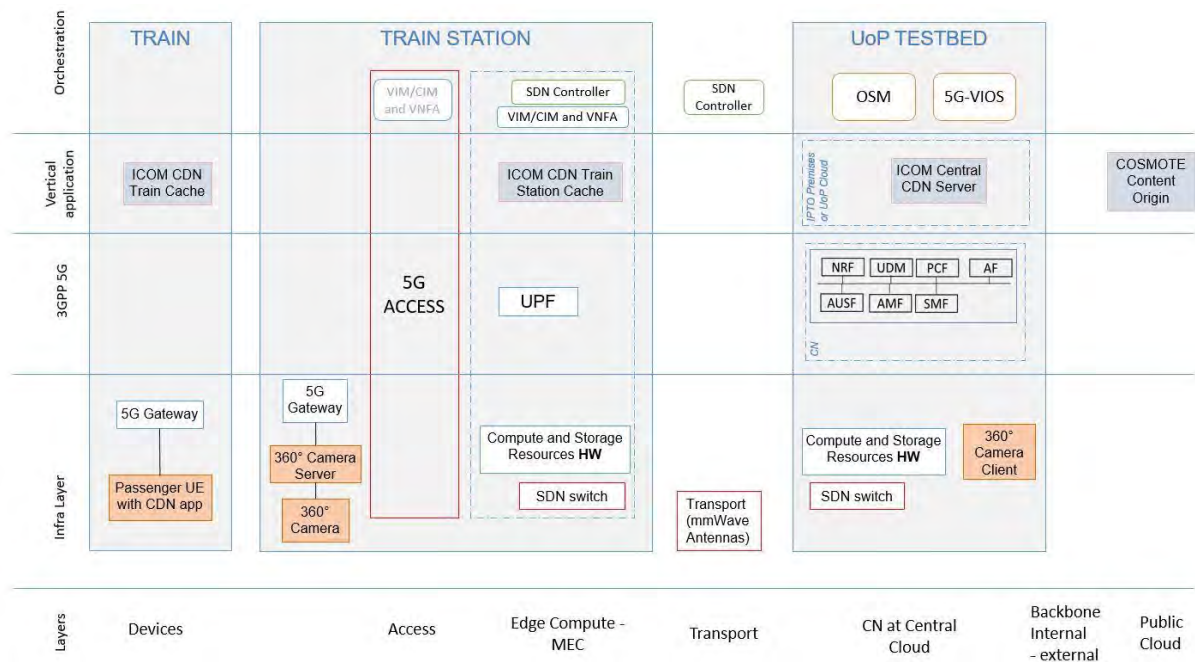 TRAIN
TRAIN STATION
UoP TESTBED
Orchestration
VIM/CIM
and VNFA
SDN Controller
VIM/CIM and VNFA
SDN
Controller
OSM
5G-VIOS
Vertical
application
ICOM CDN
Train Cache
ICOM CDN Train
Station Cache
IPTO Premises
or UoP Cloud
ICOM Central
CDN Server
COSMOTE
Content
Origin
3GPP 5G
5G
ACCESS
UPF
NRF
UDM
PCF
AF
AUSF
AMF
SMF
CN
Infra Layer
5G Gateway
Passenger UE
with CDN app
5G
Gateway
360° Camera
Server
360°
Camera
Compute and Storage
Resources HW
SDN switch
Transport
(mmWave
Antennas)
Compute and Storage
Resources HW
SDN switch
360°
Camera
Client
Layers
Devices
Access
Edge Compute -
MEC
Transport
CN at Central
Cloud
Backbone
Internal
- external
Public
Cloud